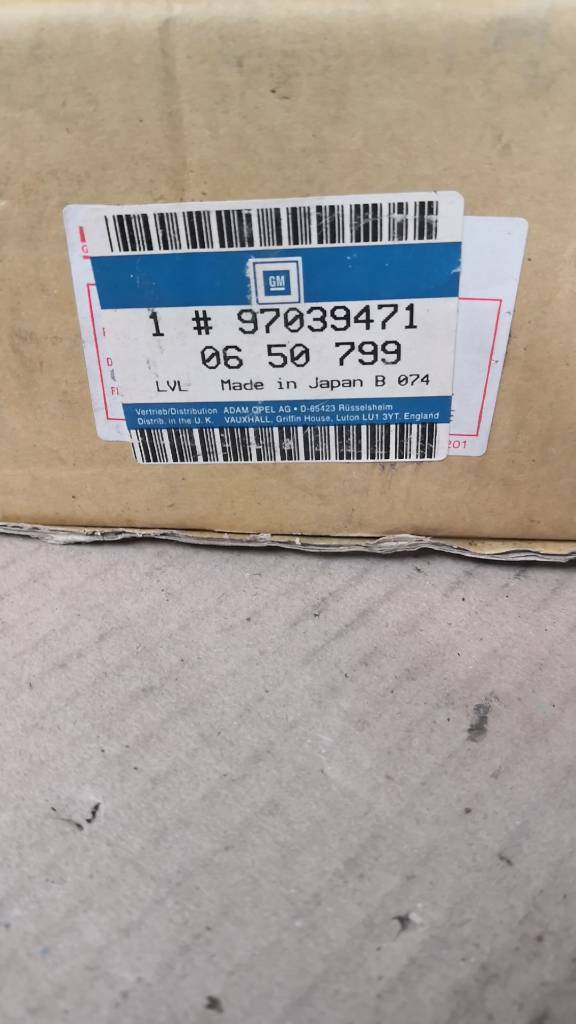 GM
1 # 97039471
06 50 799
LVL Made in Japan B 074
Vertrieb/Distribution ADAM OPEL AG • D-65423 Rüsselsheim
Distrib. in the U. K. VAUXHALL, Griffin House, Luton LU1 3YT. England
201